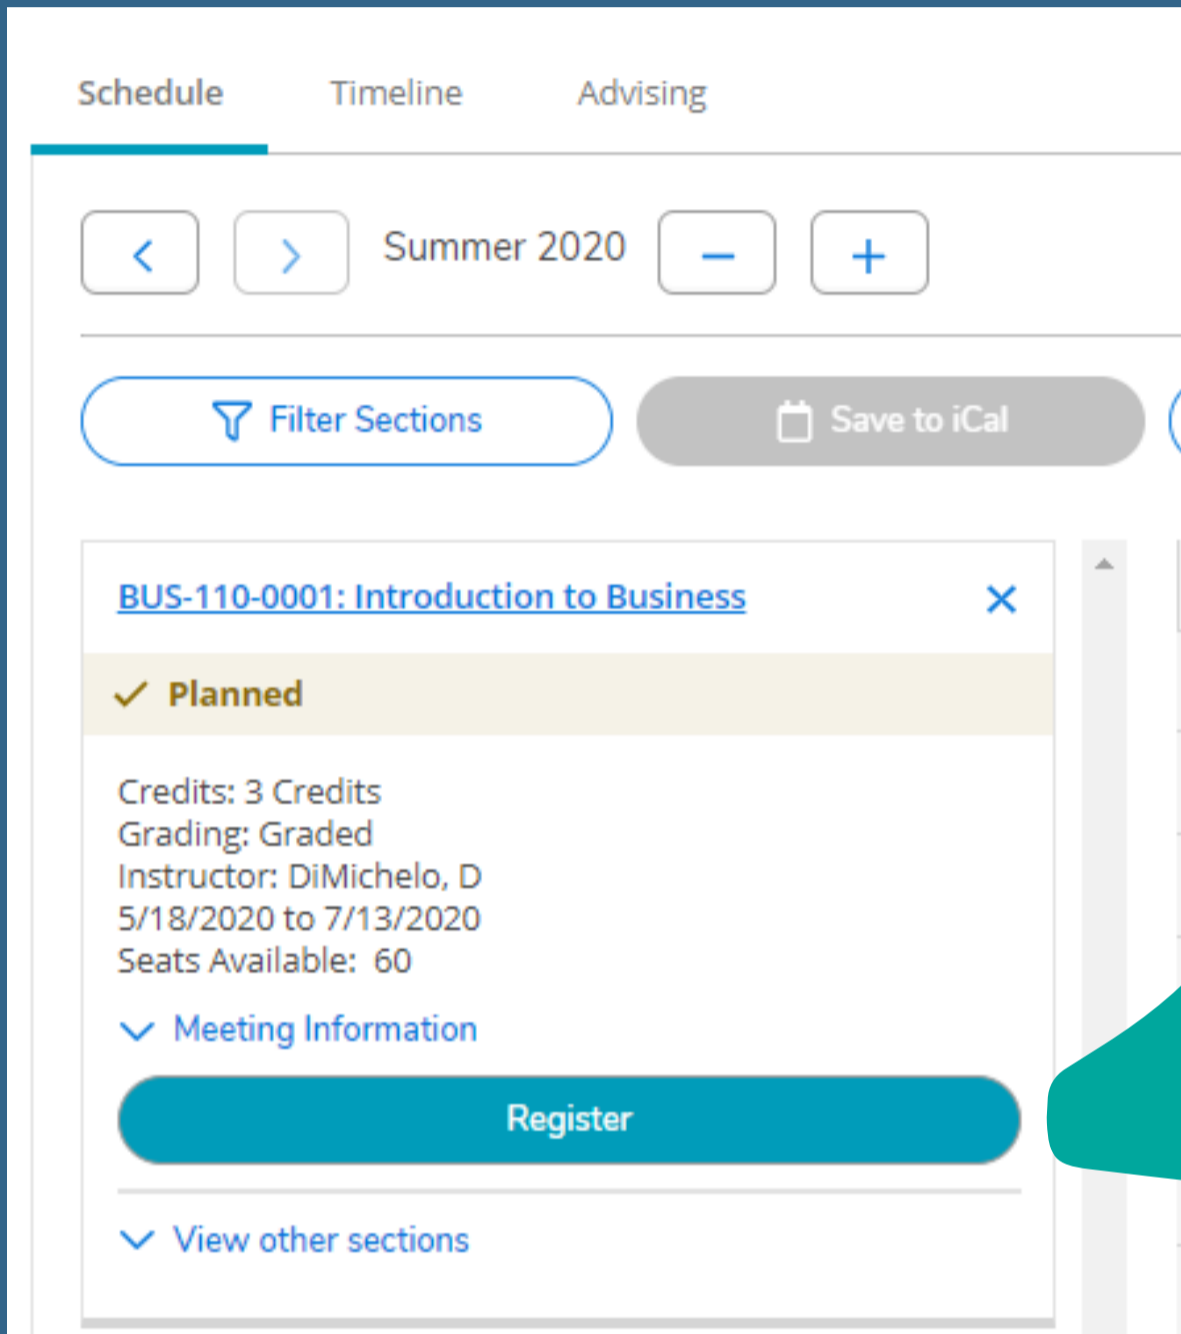 Schedule Timeline Advising
Summer 2020
Filter Sections Save to iCal
BUS-110-0001: Introduction to Business
Planned
Credits: 3 Credits
Grading: Graded
Instructor: DiMichelo, D
5/18/2020 to 7/13/2020
Seats Available: 60
Meeting Information
Register
View other sections